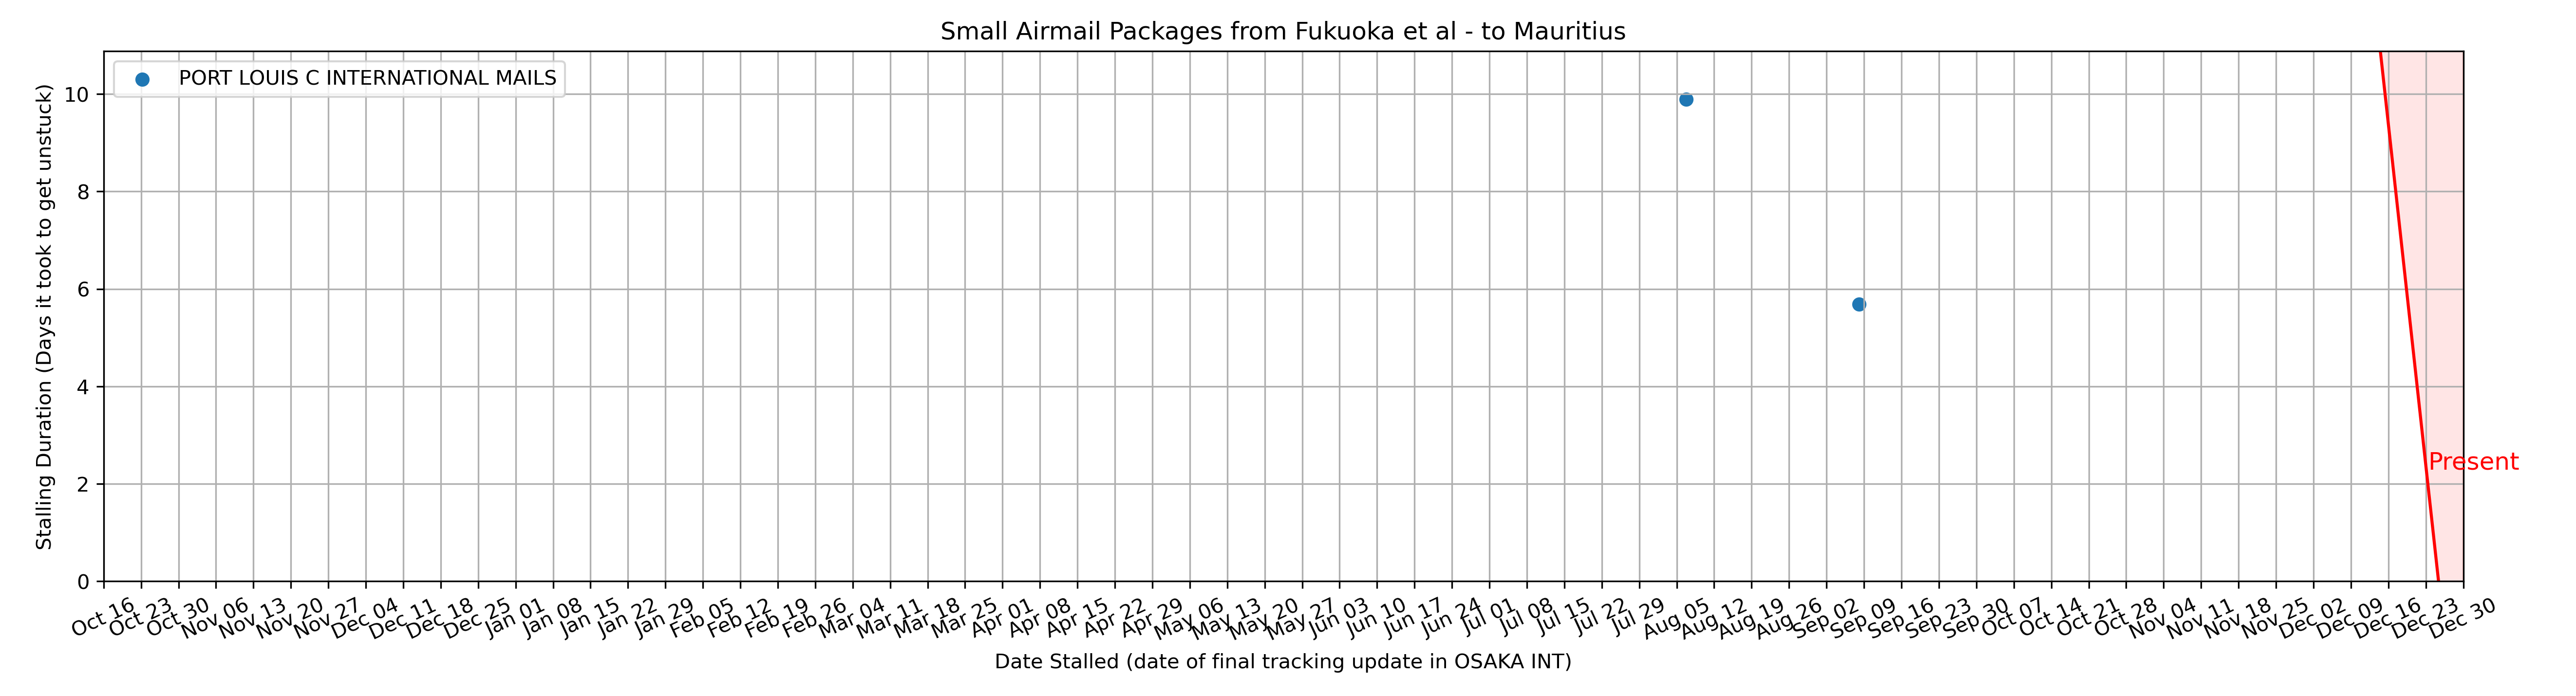 Small Airmail Packages from Fukuoka et al - to Mauritius
PORT LOUIS C INTERNATIONAL MAILS
Stalling Duration (Days it took to get unstuck)
10
8
6
4
2
0
Present
Oct 16 Oct 23 Oct 30 Nov 06 Nov 13 Nov 20 Nov 27 Dec 04 Dec 11 Dec 18 Dec 25 Jan 01 Jan 08 Jan 15 Jan 22 Jan 29 Feb 05 Feb 12 Feb 19 Feb 26 Mar 04 Mar 11 Mar 18 Mar 25 Apr 01 Apr 08 Apr 15 Apr 22 Apr 29 May 06 May 13 May 20 May 27 Jun 03 Jun 10 Jun 17 Jun 24 Jul 01 Jul 08 Jul 15 Jul 22 Jul 29 Aug 05 Aug 12 Aug 19 Aug 26 Sep 02 Sep 09 Sep 16 Sep 23 Sep 30 Oct 07 Oct 14 Oct 21 Oct 28 Nov 04 Nov 11 Nov 18 Nov 25 Dec 02 Dec 09 Dec 16 Dec 23 Dec 30
Date Stalled (date of final tracking update in OSAKA INT)